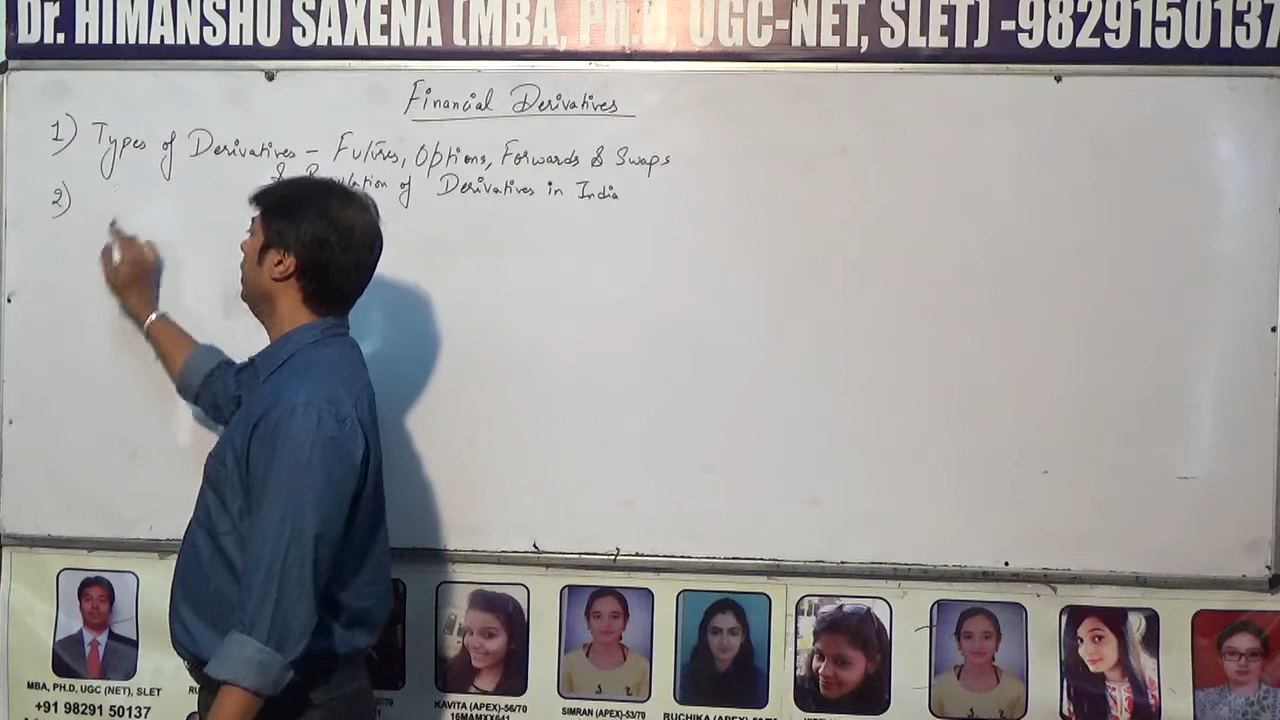 Dr. HIMANSHU SAXENA (MBA, Ph.D, UGC-NET, SLET) -9829150137
Financial Derivatives
1) Types of Derivatives - Futures, Options, Forwards & Swaps
& Regulation of Derivatives in India
2)
MBA, PH.D, UGC (NET), SLET
+91 98291 50137
KAVITA (APEX)-56/70
16MAMXX641
SIMRAN (APEX)-53/70
RUCHIKA (APEX)